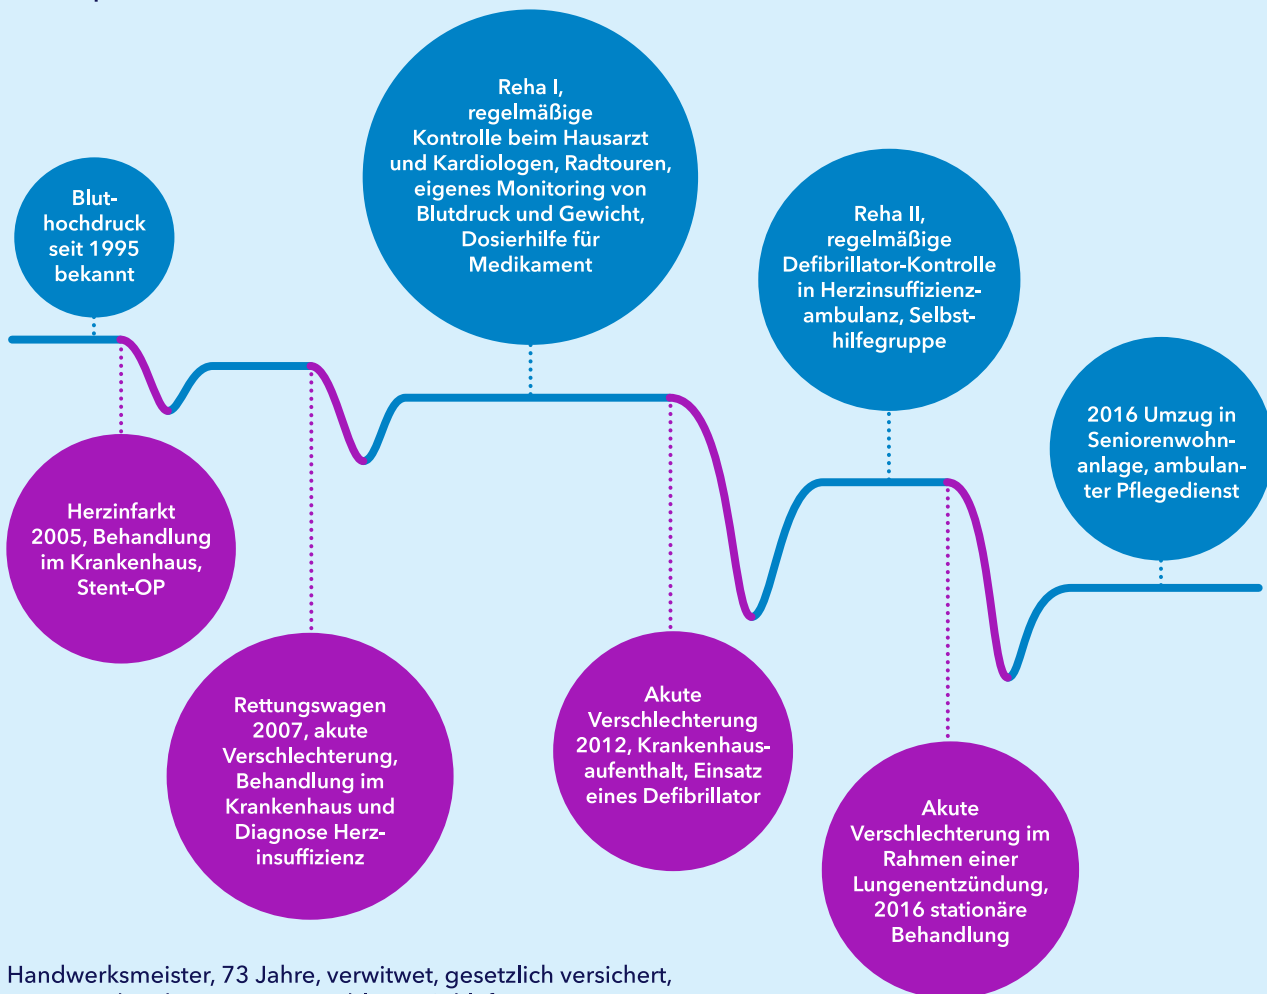 Blut-
hochdruck
seit 1995
bekannt
Herzinfarkt
2005, Behandlung
im Krankenhaus,
Stent-OP
Rettungswagen
2007, akute
Verschlechterung,
Behandlung im
Krankenhaus und
Diagnose Herz-
insuffizienz
Reha I,
regelmäßige
Kontrolle beim Hausarzt
und Kardiologen, Radtouren,
eigenes Monitoring von
Blutdruck und Gewicht,
Dosierhilfe für
Medikament
Akute
Verschlechterung
2012, Krankenhaus-
aufenthalt, Einsatz
eines Defibrillator
Reha II,
regelmäßige
Defibrillator-Kontrolle
in Herzinsuffizienz-
ambulanz, Selbst-
hilfegruppe
Akute
Verschlechterung im
Rahmen einer
Lungenentzündung,
2016 stationäre
Behandlung
2016 Umzug in
Seniorenwohn-
anlage, ambulan-
ter Pflegedienst
Handwerksmeister, 73 Jahre, verwitwet, gesetzlich versichert,